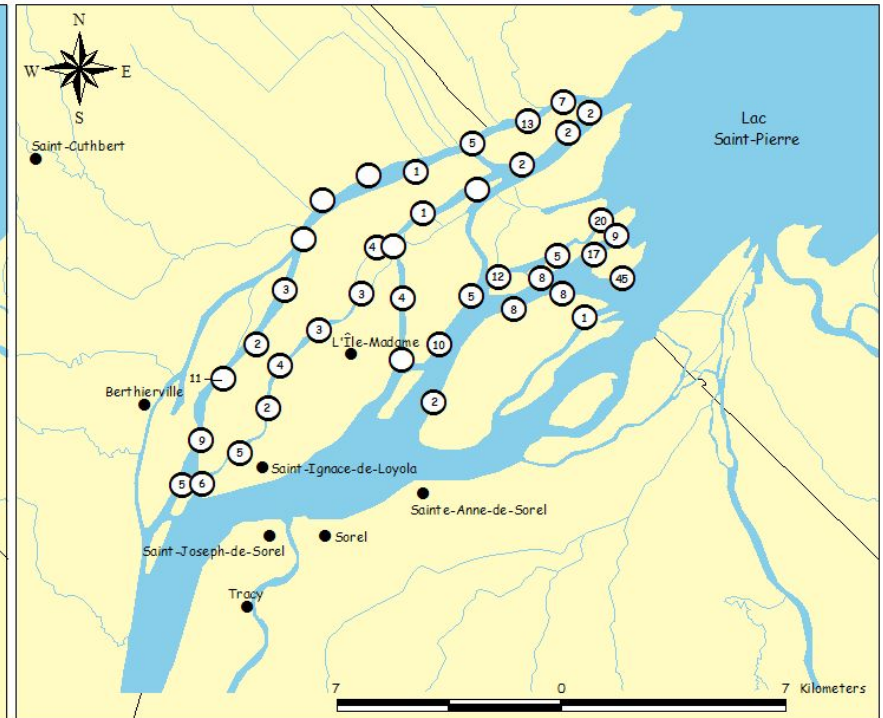 N
W E
S
Saint-Cuthbert
Lac
Saint-Pierre
7
2
13
2
5
1
2
1
20
9
4
5
17
12
8
45
3
3
4
5
8
8
1
3
2
10
4
L'Île-Madame
11
Berthierville
2
2
9
5
Saint-Ignace-de-Loyola
5
6
Sainte-Anne-de-Sorel
Saint-Joseph-de-Sorel
Sorel
Tracy
7 0 7 Kilometers